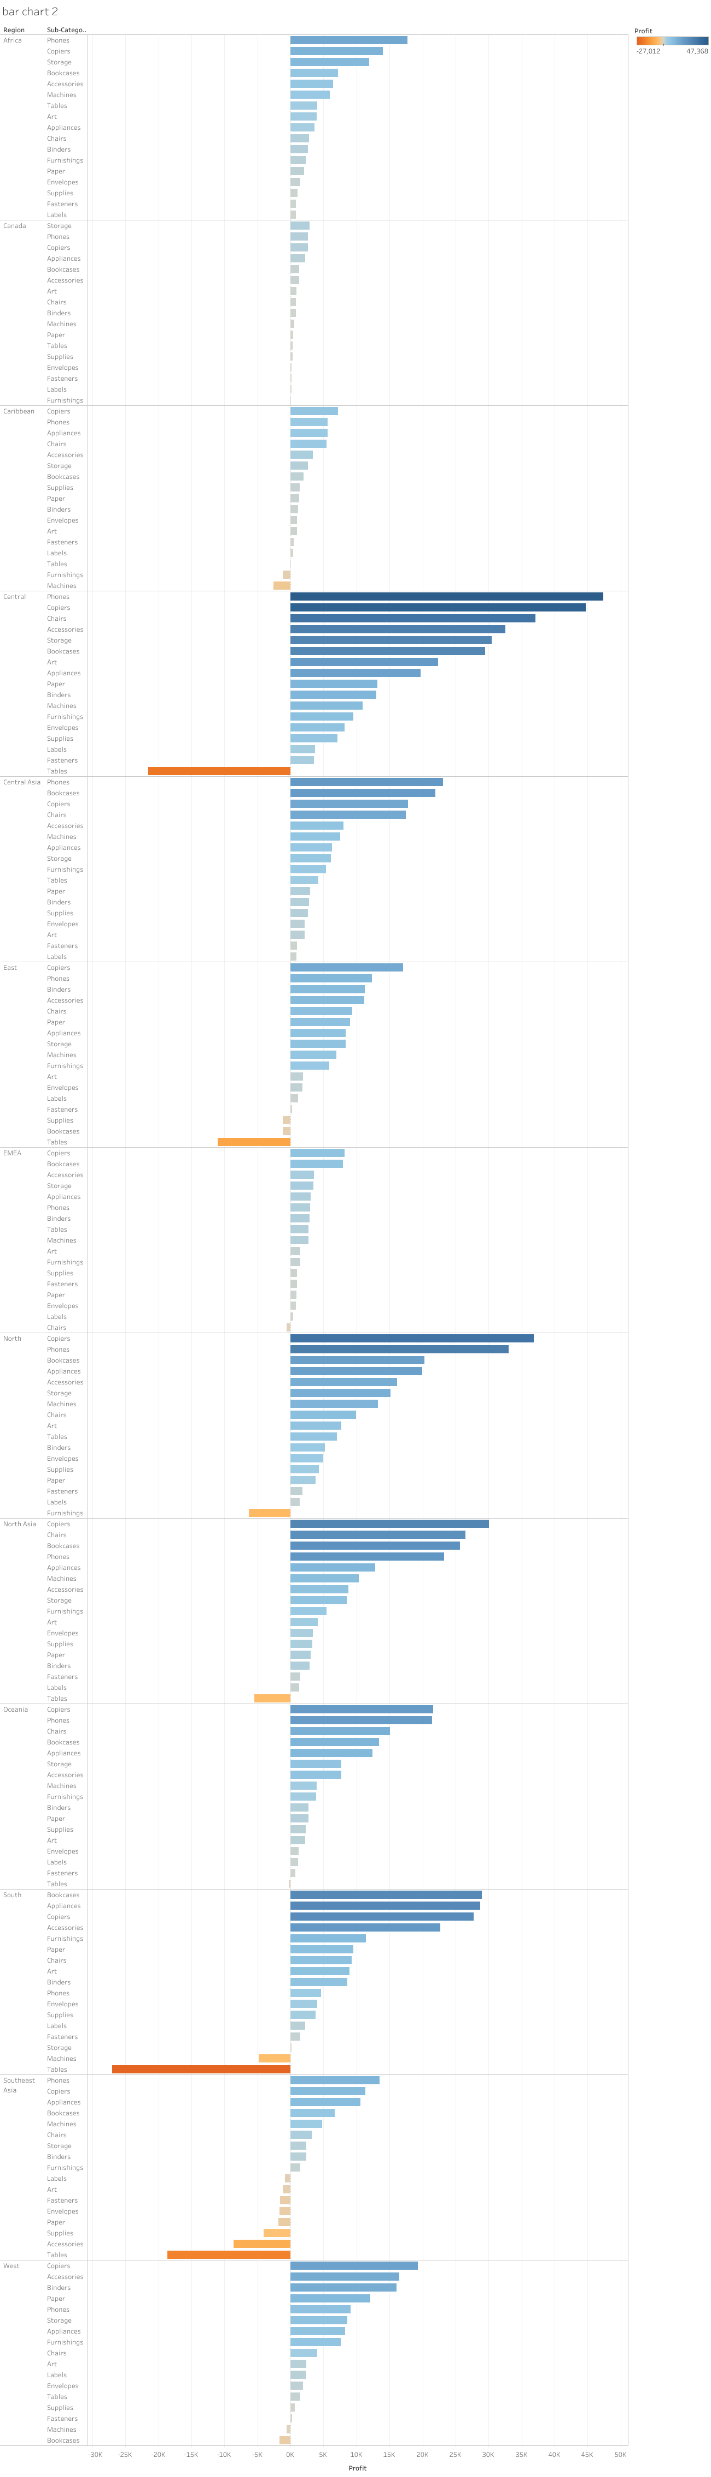 bar chart 2
Region Sub-Catego..
Profit
-27,012 47,368
Africa Phones
Copiers
Storage
Bookcases
Accessories
Machines
Tables
Art
Appliances
Chairs
Binders
Furnishings
Paper
Envelopes
Supplies
Fasteners
Labels
Canada Storage
Phones
Copiers
Appliances
Bookcases
Accessories
Art
Chairs
Binders
Machines
Paper
Tables
Supplies
Envelopes
Fasteners
Labels
Furnishings
Caribbean Copiers
Phones
Appliances
Chairs
Accessories
Storage
Bookcases
Supplies
Paper
Binders
Envelopes
Art
Fasteners
Labels
Tables
Furnishings
Machines
Central Phones
Copiers
Chairs
Accessories
Storage
Bookcases
Art
Appliances
Paper
Binders
Machines
Furnishings
Envelopes
Supplies
Labels
Fasteners
Tables
Central Asia Phones
Bookcases
Copiers
Chairs
Accessories
Machines
Appliances
Storage
Furnishings
Tables
Paper
Binders
Supplies
Envelopes
Art
Fasteners
Labels
East Copiers
Phones
Binders
Accessories
Chairs
Paper
Appliances
Storage
Machines
Furnishings
Art
Envelopes
Labels
Fasteners
Supplies
Bookcases
Tables
EMEA Copiers
Bookcases
Accessories
Storage
Appliances
Phones
Binders
Tables
Machines
Art
Furnishings
Supplies
Fasteners
Paper
Envelopes
Labels
Chairs
North Copiers
Phones
Bookcases
Appliances
Accessories
Storage
Machines
Chairs
Art
Tables
Binders
Envelopes
Supplies
Paper
Fasteners
Labels
Furnishings
North Asia Copiers
Chairs
Bookcases
Phones
Appliances
Machines
Accessories
Storage
Furnishings
Art
Envelopes
Supplies
Paper
Binders
Fasteners
Labels
Tables
Oceania Copiers
Phones
Chairs
Bookcases
Appliances
Storage
Accessories
Machines
Furnishings
Binders
Paper
Supplies
Art
Envelopes
Labels
Fasteners
Tables
South Bookcases
Appliances
Copiers
Accessories
Furnishings
Paper
Chairs
Art
Binders
Phones
Envelopes
Supplies
Labels
Fasteners
Storage
Machines
Tables
Southeast Phones
Asia Copiers
Appliances
Bookcases
Machines
Chairs
Storage
Binders
Furnishings
Labels
Art
Fasteners
Envelopes
Paper
Supplies
Accessories
Tables
West Copiers
Accessories
Binders
Paper
Phones
Storage
Appliances
Furnishings
Chairs
Art
Labels
Envelopes
Tables
Supplies
Fasteners
Machines
Bookcases
-30K -25K -20K -15K -10K -5K 0K 5K 10K 15K 20K 25K 30K 35K 40K 45K 50K
Profit